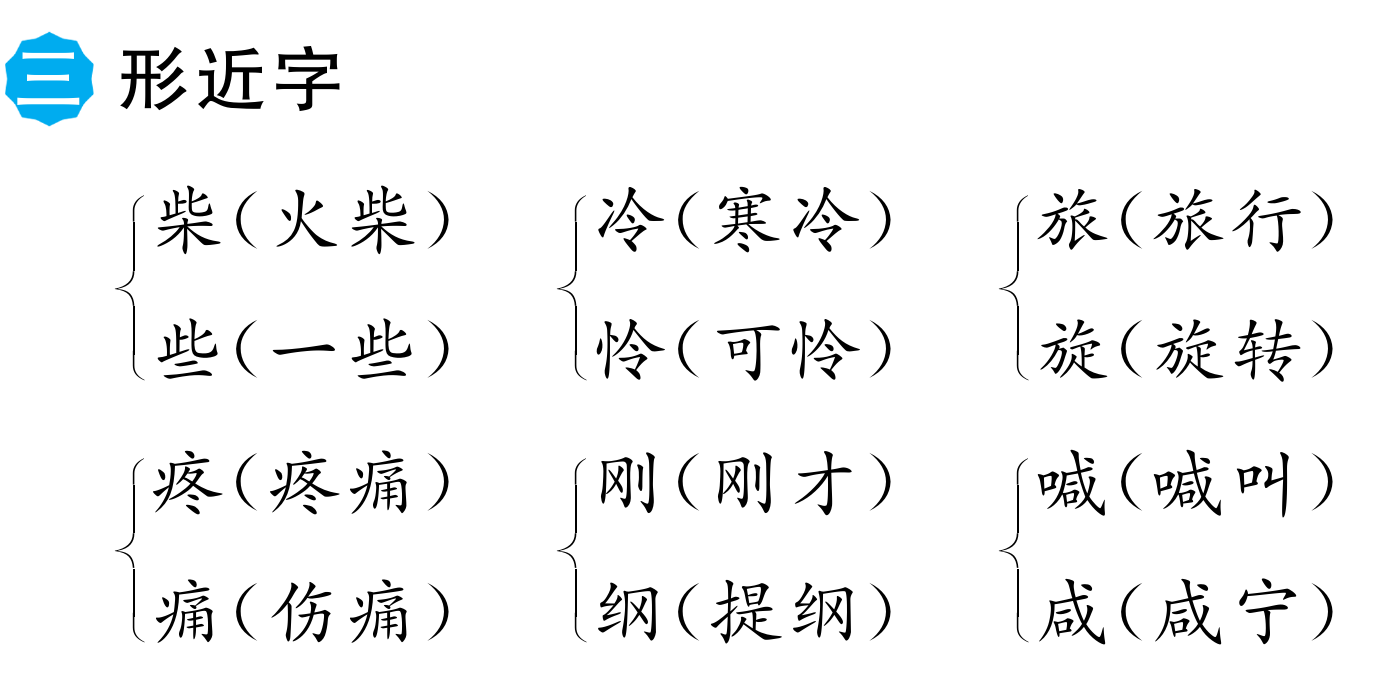 三 形近字
柴(火柴) 冷(寒冷) 旅(旅行)
些(一些) 怜(可怜) 旋(旋转)
疼(疼痛) 刚(刚才) 喊(喊叫)
痛(伤痛) 纲(提纲) 咸(咸宁)